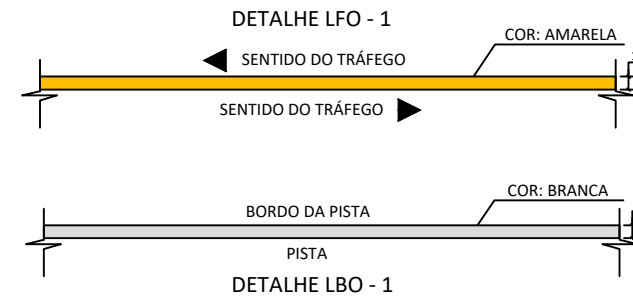 DETALHE LFO - 1
COR: AMARELA
SENTIDO DO TRÁFEGO
SENTIDO DO TRÁFEGO
COR: BRANCA
BORDO DA PISTA
PISTA
DETALHE LBO - 1